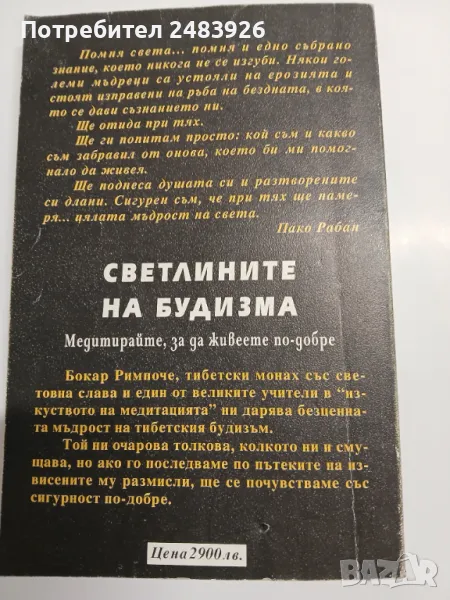 Потребител 2483926
Помня света... помня и едно събрано
знание, което никога не се изгуби. Някои го-
леми мъдреци са устояли на ерозията и
стоят изправени на ръба на бездната, в коя-
то се дави съзнанието ни.
Ще отида при тях.
Ще ги попитам просто: кой съм и какво
съм забравил от онова, което би ми помог-
нало да живея.
Ще поднеса душата си и разтворените
си длани. Сигурен съм, че при тях ще наме-
ря... цялата мъдрост на света.
Пако Рабан
СВЕТЛИНИТЕ
НА БУДИЗМА
Медитирайте, за да живеете по-добре
Бокар Римпоче, тибетски монах със све-
товна слава и един от великите учители в "из-
куството на медитацията" ни дарява безценна-
та мъдрост на тибетския будизъм.
Той ни очарова толкова, колкото ни и сму-
щава, но ако го последваме по пътеките на из-
висените му размисли, ще се почувстваме със
сигурност по-добре.
Цена 2900 лв.
BAZAR